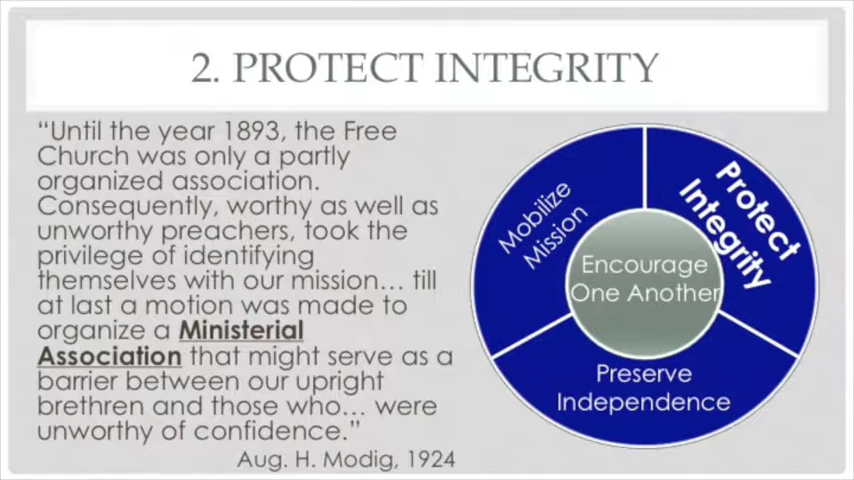 2. PROTECT INTEGRITY
“Until the year 1893, the Free
Church was only a partly
organized association.
Consequently, worthy as well as
unworthy preachers, took the
privilege of identifying
themselves with our mission… till
at last a motion was made to
organize a Ministerial
Association that might serve as a
barrier between our upright
brethren and those who… were
unworthy of confidence.”
Aug. H. Modig, 1924
Mobilize
Mission
Protect
Integrity
Encourage
One Another
Preserve
Independence